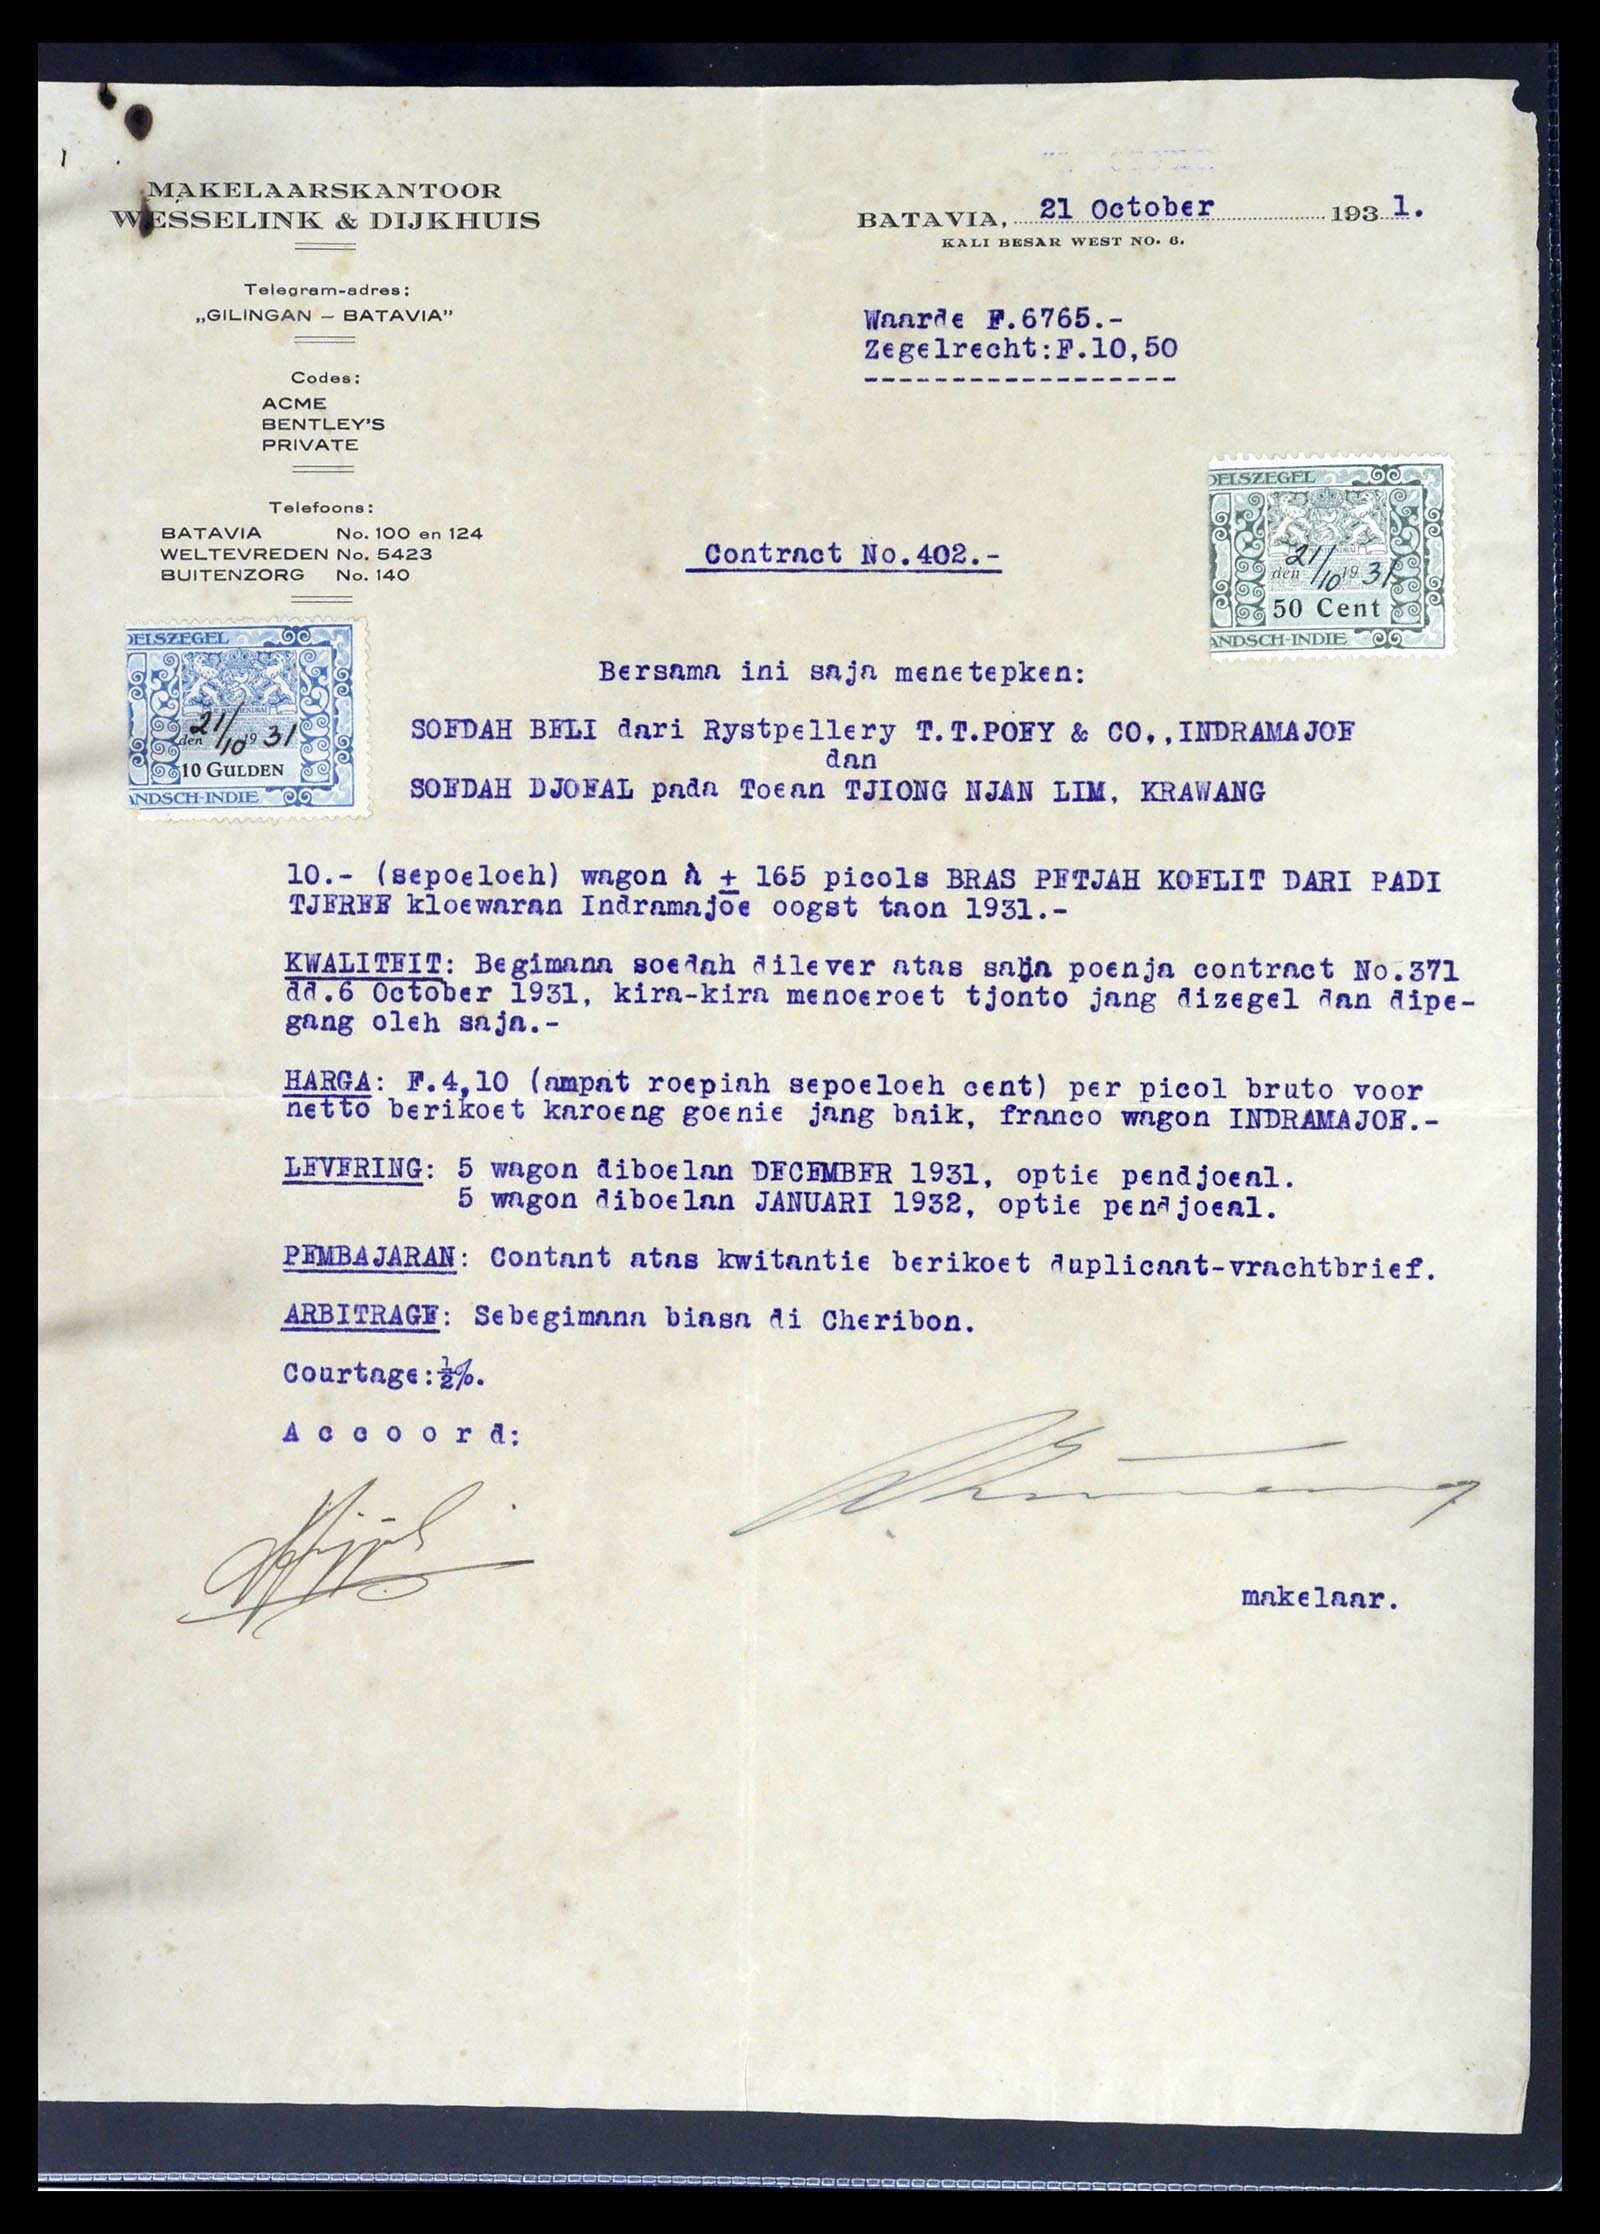 MAKELAARSKANTOOR
WESSELINK & DIJKHUIS
Telegram-adres:
„GILINGAN – BATAVIA”
Codes:
ACME
BENTLEY'S
PRIVATE
Telefoons:
BATAVIA No. 100 en 124
WELTEVREDEN No. 5423
BUITENZORG No. 140
BATAVIA, 21 October 1931.
KALI BESAR WEST NO. 6.
Waarde F.6765.-
Zegelrecht:F.10,50
------------------
DELSZEGEL
den 21/10 1931
50 Cent
ANDSCH-INDIE
Contract No.402.-
DELSZEGEL
den 21/10 1931
10 GULDEN
ANDSCH-INDIE
Bersama ini saja menetepken:
SOEDAH BELI dari Rystpellery T.T.POEY & CO,,INDRAMAJOE
dan
SOEDAH DJOEAL pada Toean TJIONG NJAN LIM, KRAWANG
10.- (sepoeloeh) wagon à ± 165 picols BRAS PETJAH KOELIT DARI PADI
TJEREE kloewaran Indramajoe oogst taon 1931.-
KWALITEIT: Begimana soedah dilever atas saja poenja contract No.371
dd.6 October 1931, kira-kira menoeroet tjonto jang dizegel dan dipe-
gang oleh saja.-
HARGA: F.4,10 (ampat roepiah sepoeloeh cent) per picol bruto voor
netto berikoet karoeng goenie jang baik, franco wagon INDRAMAJOE.-
LEVERING: 5 wagon diboelan DECEMBER 1931, optie pendjoeal.
5 wagon diboelan JANUARI 1932, optie pendjoeal.
PEMBAJARAN: Contant atas kwitantie berikoet duplicaat-vrachtbrief.
ARBITRAGE: Sebegimana biasa di Cheribon.
Courtage:½%.
A c c o o r d:
makelaar.